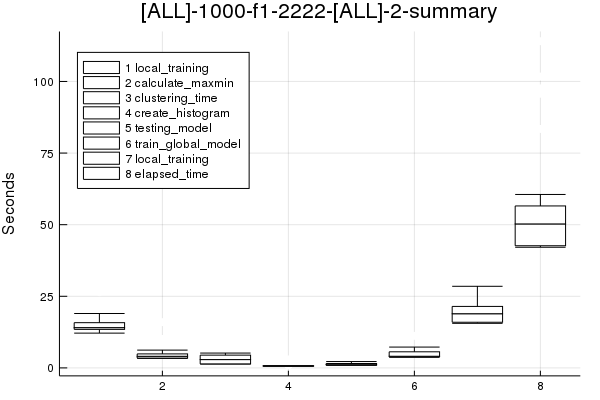 [ALL]-1000-f1-2222-[ALL]-2-summary
1 local_training
2 calculate_maxmin
3 clustering_time
4 create_histogram
5 testing_model
6 train_global_model
7 local_training
8 elapsed_time
Seconds
100
75
50
25
0
2 4 6 8